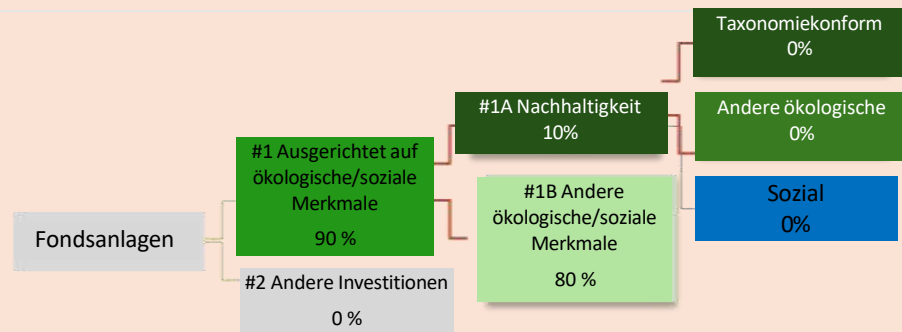 Taxonomiekonform
0%
#1A Nachhaltigkeit
10%
Andere ökologische
0%
#1 Ausgerichtet auf
ökologische/soziale
Merkmale
90 %
#1B Andere
ökologische/soziale
Merkmale
80 %
Sozial
0%
Fondsanlagen
#2 Andere Investitionen
0 %